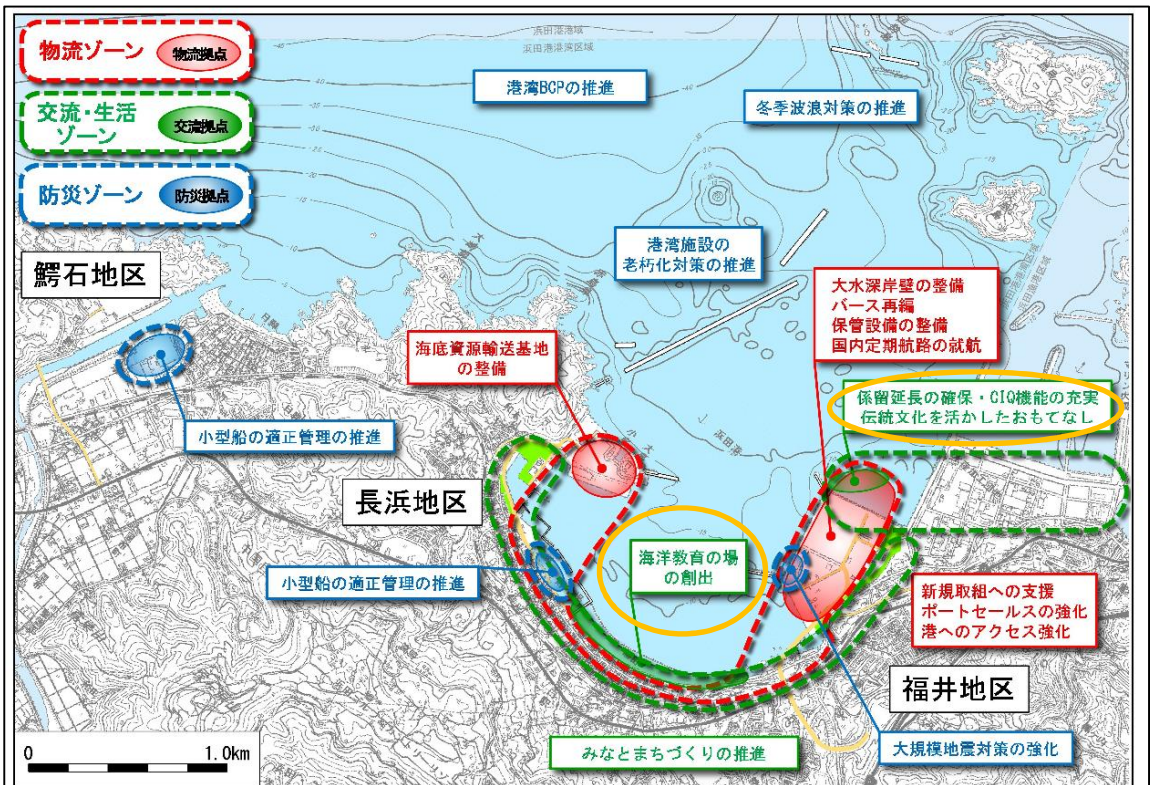 物流ゾーン
物流拠点
交流・生活
ゾーン
交流拠点
防災ゾーン
防災拠点
浜田港港域
浜田港港湾区域
港湾BCPの推進
冬季波浪対策の推進
港湾施設の
老朽化対策の推進
鰐石地区
大水深岸壁の整備
バース再編
保管設備の整備
国内定期航路の就航
海底資源輸送基地
の整備
係留延長の確保・CIQ機能の充実
伝統文化を活かしたおもてなし
小型船の適正管理の推進
長浜地区
浜田港
海洋教育の場
の創出
小型船の適正管理の推進
新規取組への支援
ポートセールスの強化
港へのアクセス強化
福井地区
みなとまちづくりの推進
大規模地震対策の強化
0
1.0km